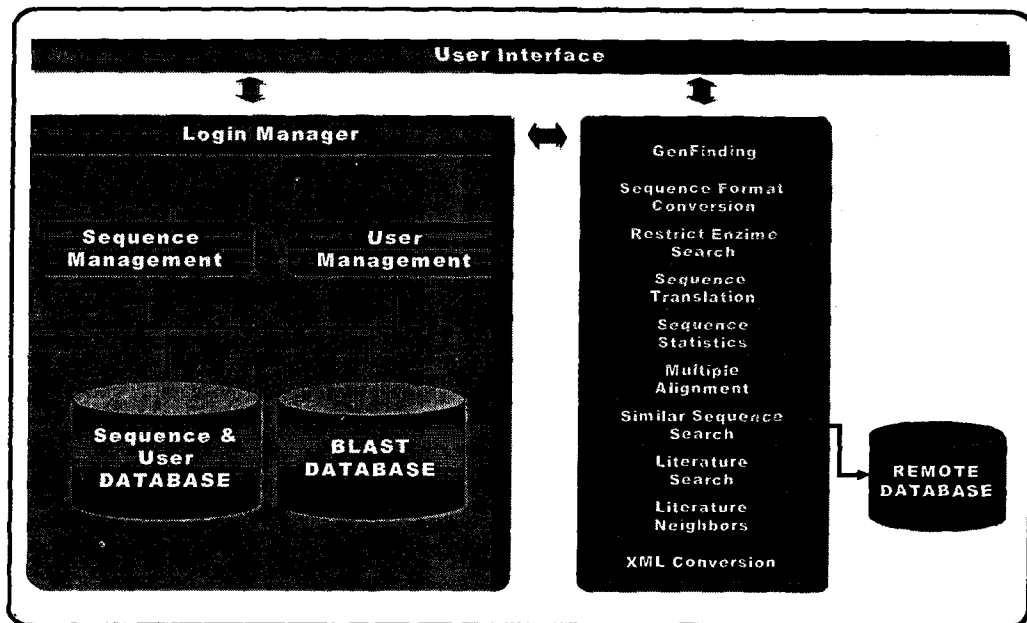 User Interface
Login Manager
Sequence
Management
User
Management
Sequence &
User
DATABASE
BLAST
DATABASE
GenFinding
Sequence Format
Conversion
Restrict Enzime
Search
Sequence
Translation
Sequence
Statistics
Multiple
Alignment
Similar Sequence
Search
Literature
Search
Literature
Neighbors
XML Conversion
REMOTE
DATABASE